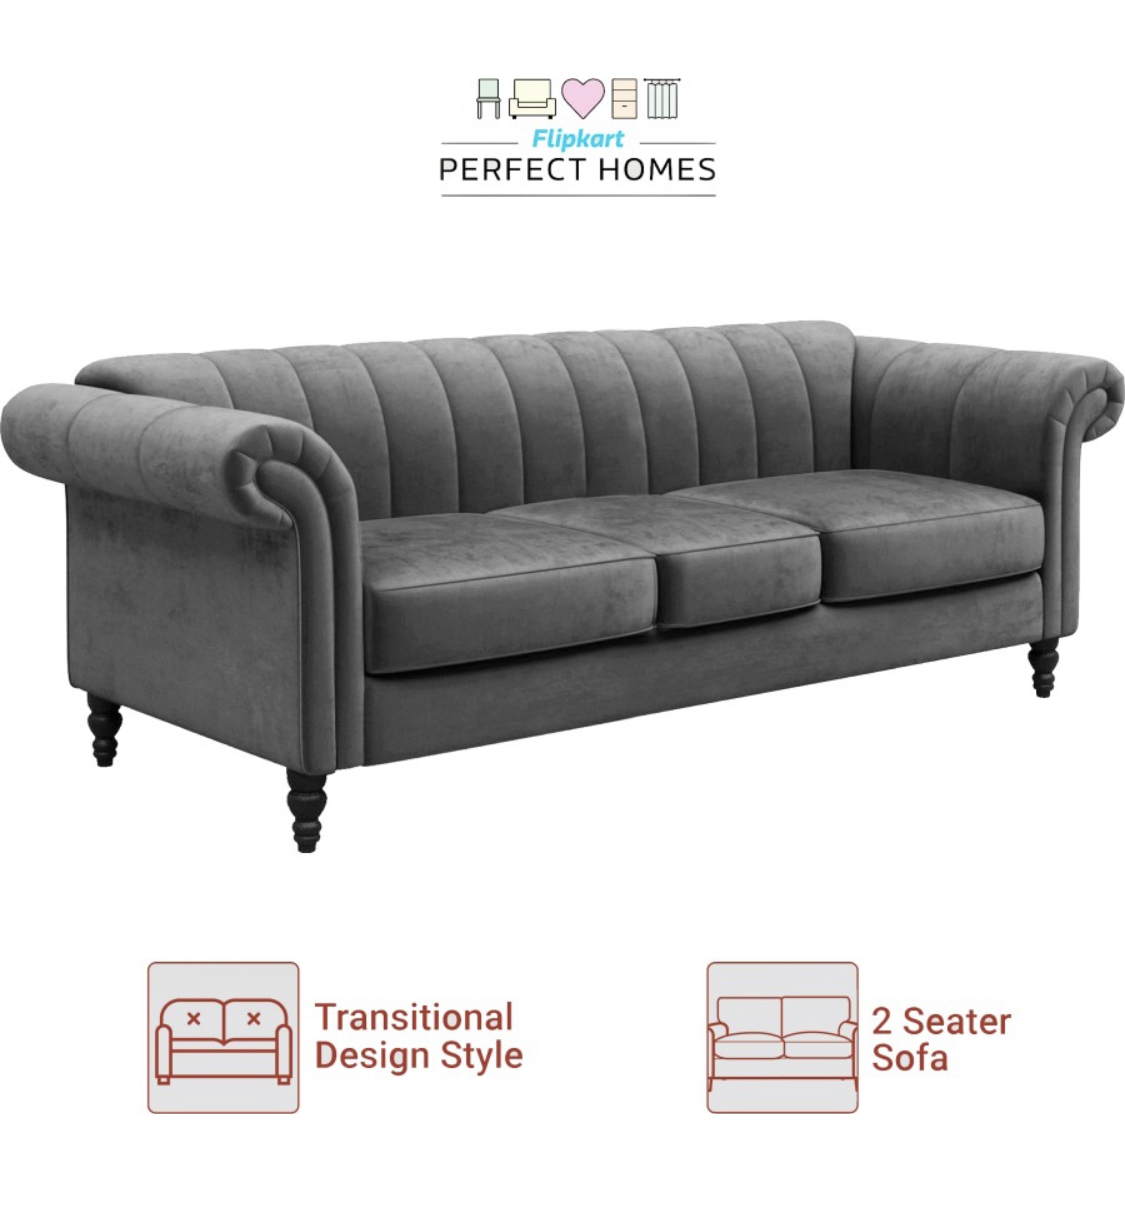 Flipkart
PERFECT HOMES
Transitional
Design Style
2 Seater
Sofa